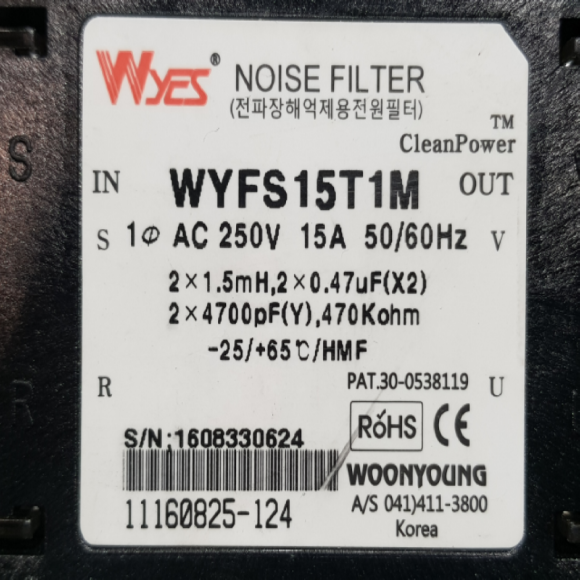 WYES® NOISE FILTER
(전파장해억제용전원필터)
CleanPower™
IN WYFS15T1M OUT
S S 1Φ AC 250V 15A 50/60Hz V
2×1.5mH,2×0.47uF(X2)
2×4700pF(Y),470Kohm
-25/+65℃/HMF
R R PAT.30-0538119 U
S/N;1608330624 RoHS CE
WOONYOUNG
11160825-124 A/S 041)411-3800
Korea